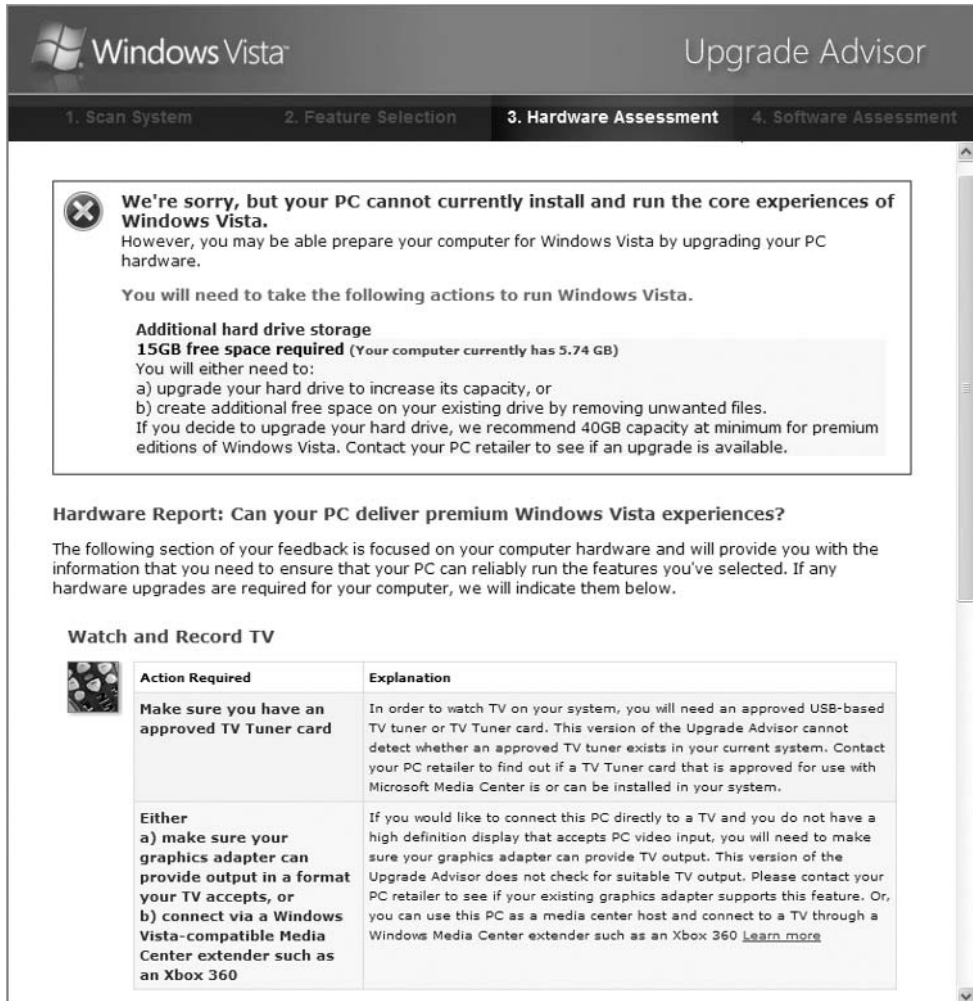 Windows Vista™
Upgrade Advisor
1. Scan System 2. Feature Selection 3. Hardware Assessment 4. Software Assessment
We're sorry, but your PC cannot currently install and run the core experiences of
Windows Vista.
However, you may be able prepare your computer for Windows Vista by upgrading your PC
hardware.
You will need to take the following actions to run Windows Vista.
Additional hard drive storage
15GB free space required (Your computer currently has 5.74 GB)
You will either need to:
a) upgrade your hard drive to increase its capacity, or
b) create additional free space on your existing drive by removing unwanted files.
If you decide to upgrade your hard drive, we recommend 40GB capacity at minimum for premium
editions of Windows Vista. Contact your PC retailer to see if an upgrade is available.
Hardware Report: Can your PC deliver premium Windows Vista experiences?
The following section of your feedback is focused on your computer hardware and will provide you with the
information that you need to ensure that your PC can reliably run the features you've selected. If any
hardware upgrades are required for your computer, we will indicate them below.
Watch and Record TV
Action Required
Explanation
Make sure you have an
approved TV Tuner card
In order to watch TV on your system, you will need an approved USB-based
TV tuner or TV Tuner card. This version of the Upgrade Advisor cannot
detect whether an approved TV tuner exists in your current system. Contact
your PC retailer to find out if a TV Tuner card that is approved for use with
Microsoft Media Center is or can be installed in your system.
Either
a) make sure your
graphics adapter can
provide output in a format
your TV accepts, or
b) connect via a Windows
Vista-compatible Media
Center extender such as
an Xbox 360
If you would like to connect this PC directly to a TV and you do not have a
high definition display that accepts PC video input, you will need to make
sure your graphics adapter can provide TV output. This version of the
Upgrade Advisor does not check for suitable TV output. Please contact your
PC retailer to see if your existing graphics adapter supports this feature. Or,
you can use this PC as a media center host and connect to a TV through a
Windows Media Center extender such as an Xbox 360 Learn more